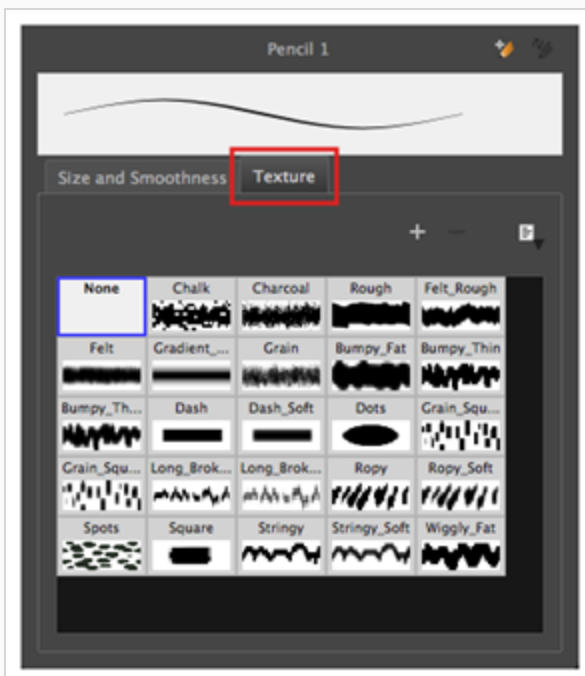 Pencil 1
Size and Smoothness Texture
None Chalk Charcoal Rough Felt_Rough
Felt Gradient_... Grain Bumpy_Fat Bumpy_Thin
Bumpy_Th... Dash Dash_Soft Dots Grain_Squ...
Grain_Squ... Long_Brok... Long_Brok... Ropy Ropy_Soft
Spots Square Stringy Stringy_Soft Wiggly_Fat